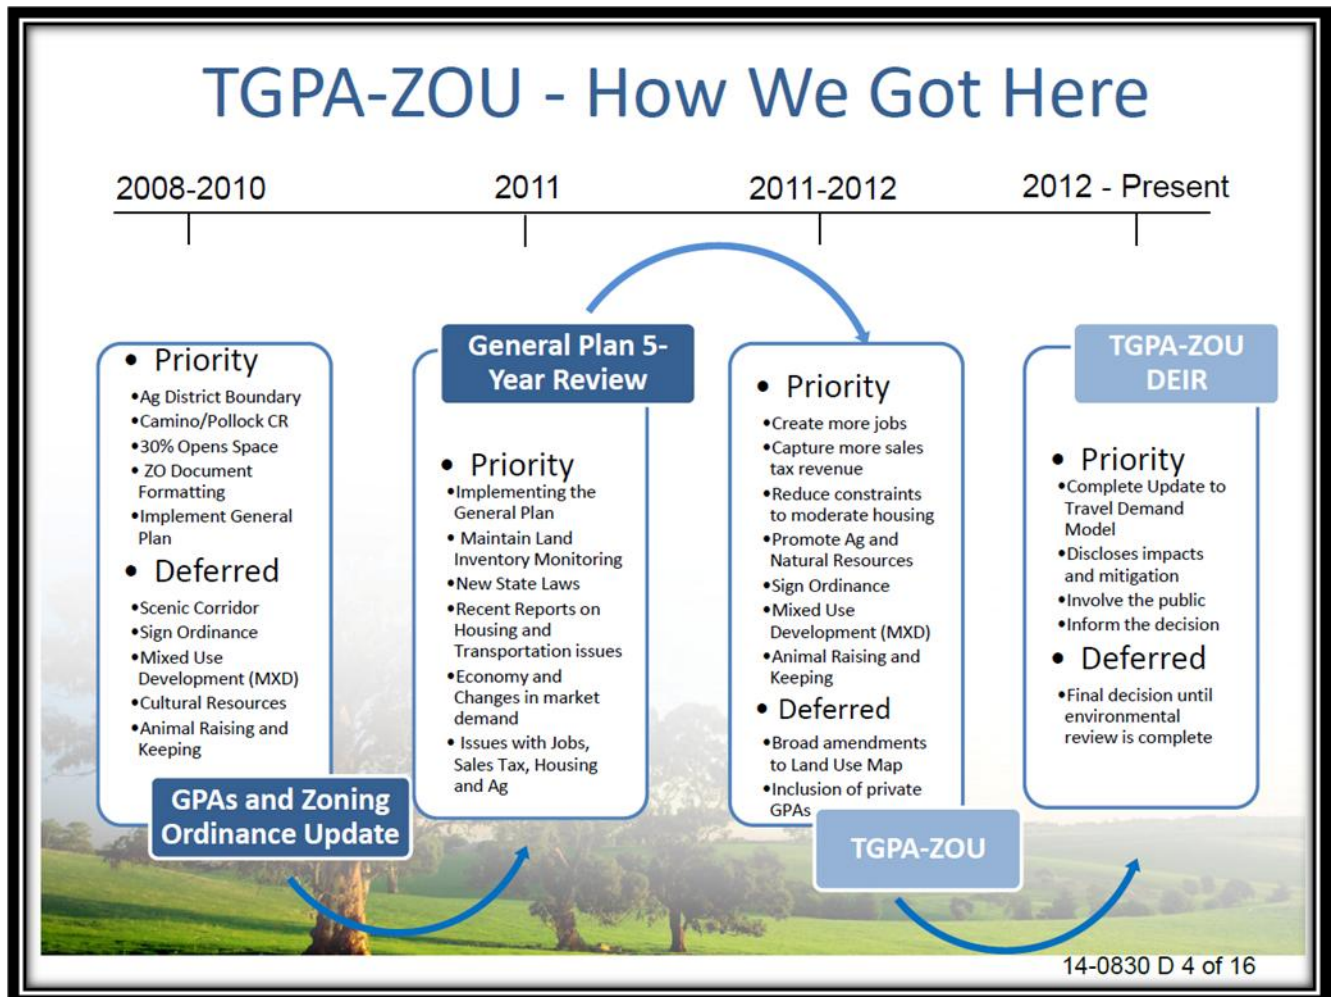 TGPA-ZOU - How We Got Here
2008-2010
2011
2011-2012
2012 - Present
• Priority
•Ag District Boundary
•Camino/Pollock CR
•30% Opens Space
• ZO Document
Formatting
•Implement General
Plan
• Deferred
•Scenic Corridor
•Sign Ordinance
•Mixed Use
Development (MXD)
•Cultural Resources
•Animal Raising and
Keeping
GPAs and Zoning
Ordinance Update
General Plan 5-
Year Review
• Priority
•Implementing the
General Plan
• Maintain Land
Inventory Monitoring
•New State Laws
•Recent Reports on
Housing and
Transportation issues
•Economy and
Changes in market
demand
• Issues with Jobs,
Sales Tax, Housing
and Ag
• Priority
•Create more jobs
•Capture more sales
tax revenue
•Reduce constraints
to moderate housing
•Promote Ag and
Natural Resources
•Sign Ordinance
•Mixed Use
Development (MXD)
•Animal Raising and
Keeping
• Deferred
•Broad amendments
to Land Use Map
•Inclusion of private
GPAs
TGPA-ZOU
TGPA-ZOU
DEIR
• Priority
•Complete Update to
Travel Demand
Model
•Discloses impacts
and mitigation
•Involve the public
•Inform the decision
• Deferred
•Final decision until
environmental
review is complete
14-0830 D 4 of 16